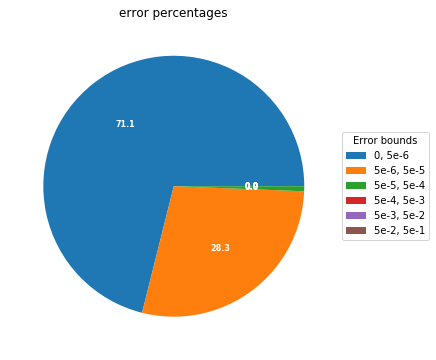 error percentages
71.1
28.3
Error bounds
0, 5e-6
5e-6, 5e-5
5e-5, 5e-4
5e-4, 5e-3
5e-3, 5e-2
5e-2, 5e-1